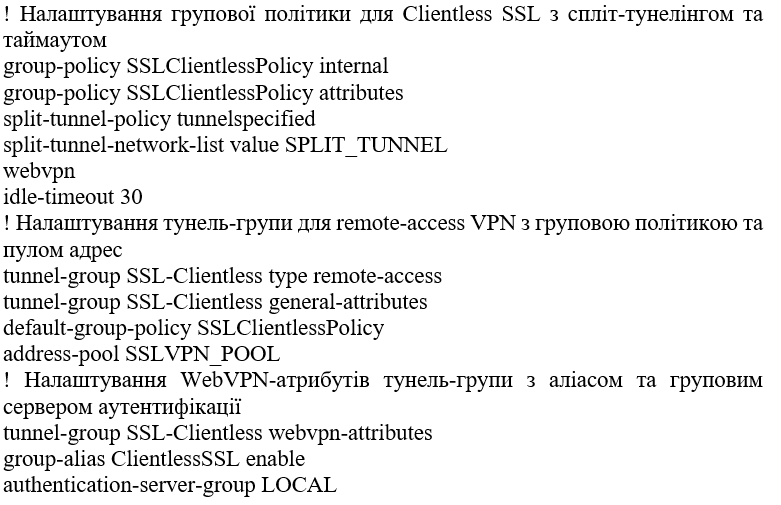 ! Налаштування групової політики для Clientless SSL з спліт-тунелінгом та
таймаутом
group-policy SSLClientlessPolicy internal
group-policy SSLClientlessPolicy attributes
split-tunnel-policy tunnelspecified
split-tunnel-network-list value SPLIT_TUNNEL
webvpn
idle-timeout 30
! Налаштування тунель-групи для remote-access VPN з груповою політикою та
пулом адрес
tunnel-group SSL-Clientless type remote-access
tunnel-group SSL-Clientless general-attributes
default-group-policy SSLClientlessPolicy
address-pool SSLVPN_POOL
! Налаштування WebVPN-атрибутів тунель-групи з аліасом та груповим
сервером аутентифікації
tunnel-group SSL-Clientless webvpn-attributes
group-alias ClientlessSSL enable
authentication-server-group LOCAL